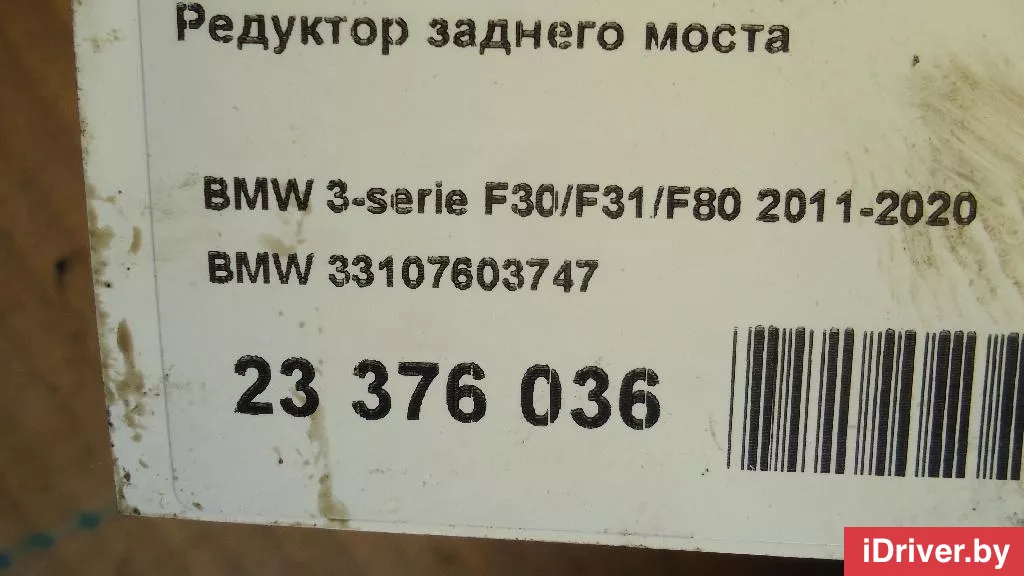 Редуктор заднего моста
BMW 3-serie F30/F31/F80 2011-2020
BMW 33107603747
23 376 036
iDriver.by